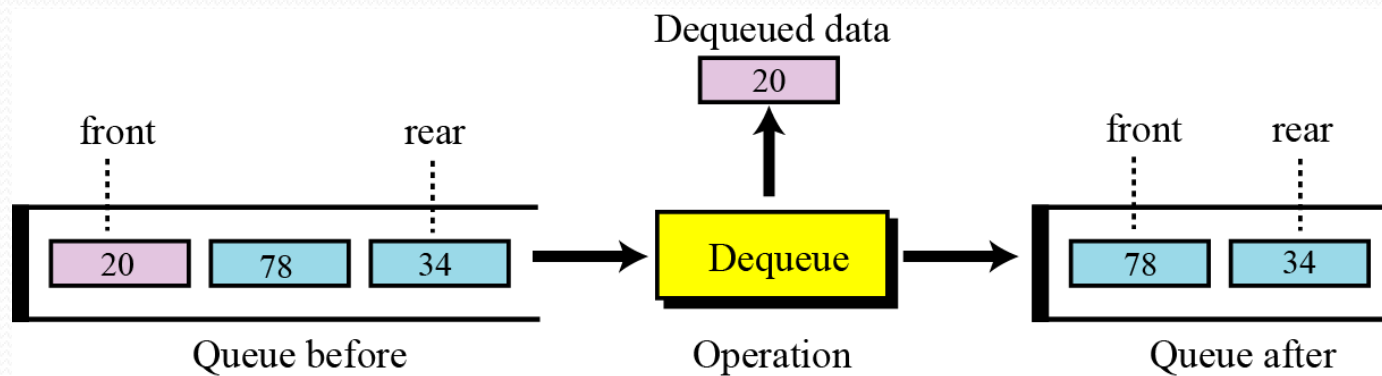 Dequeued data
20
front rear front rear
20 78 34 Dequeue 78 34
Queue before Operation Queue after